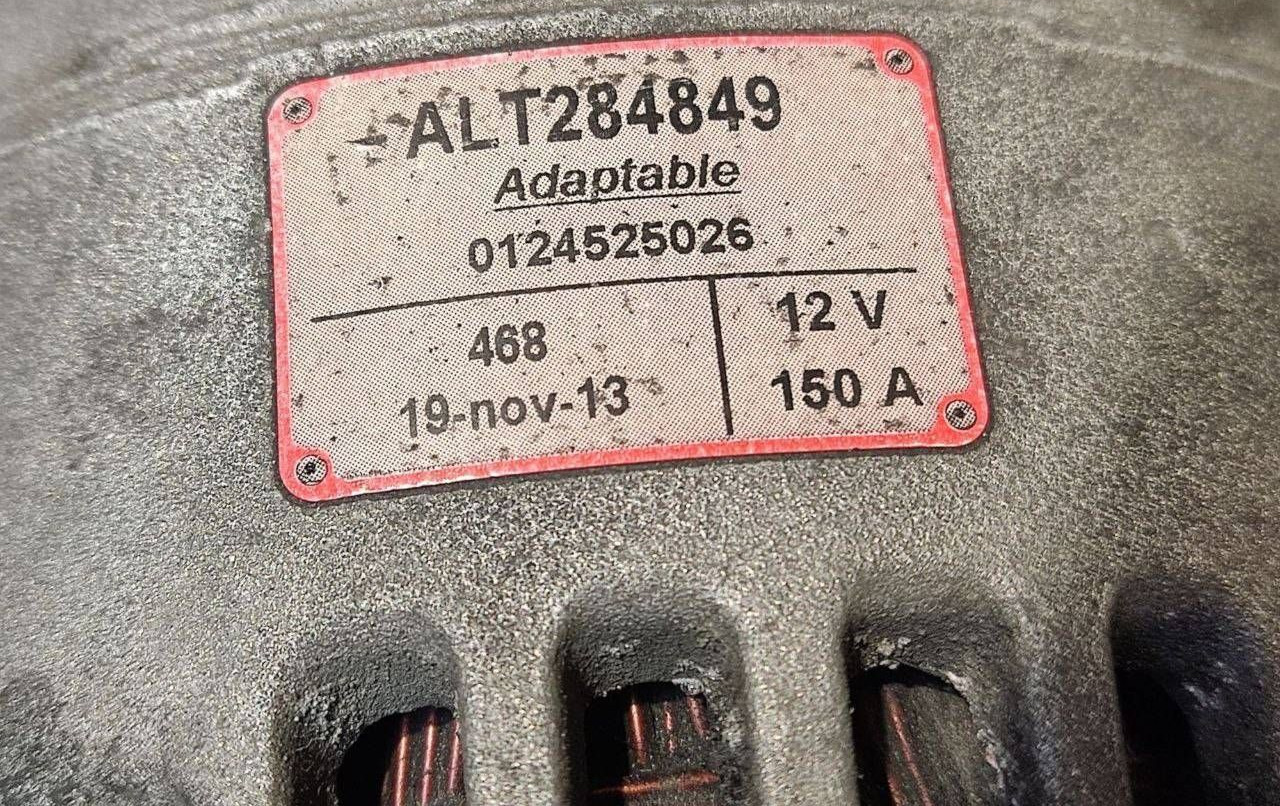 ALT284849
Adaptable
0124525026
468
19-nov-13
12 V
150 A